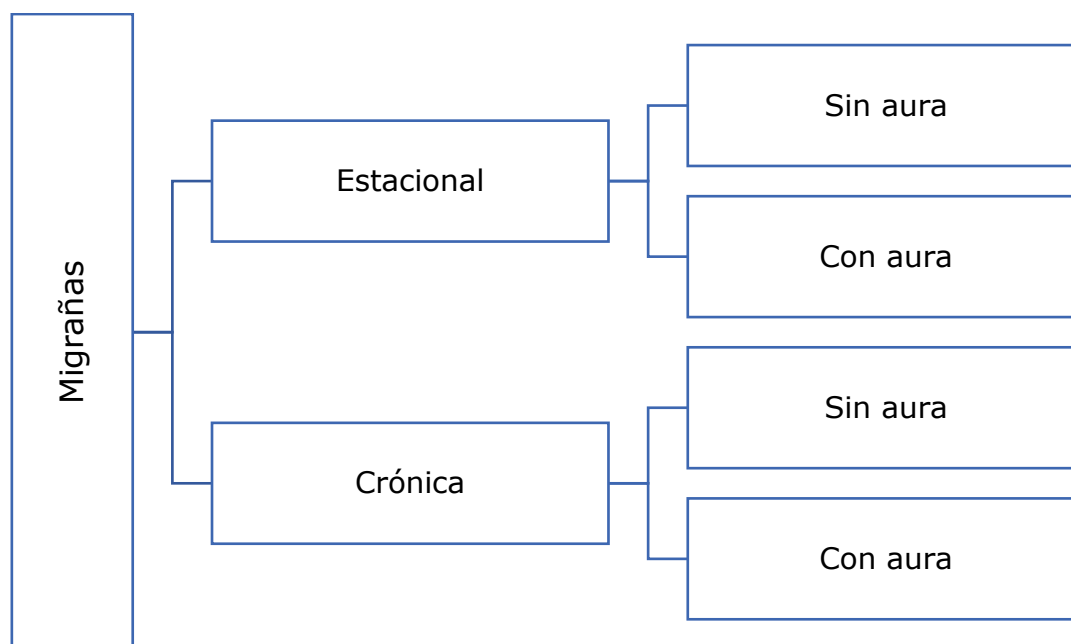 Migrañas
Estacional
Sin aura
Con aura
Crónica
Sin aura
Con aura